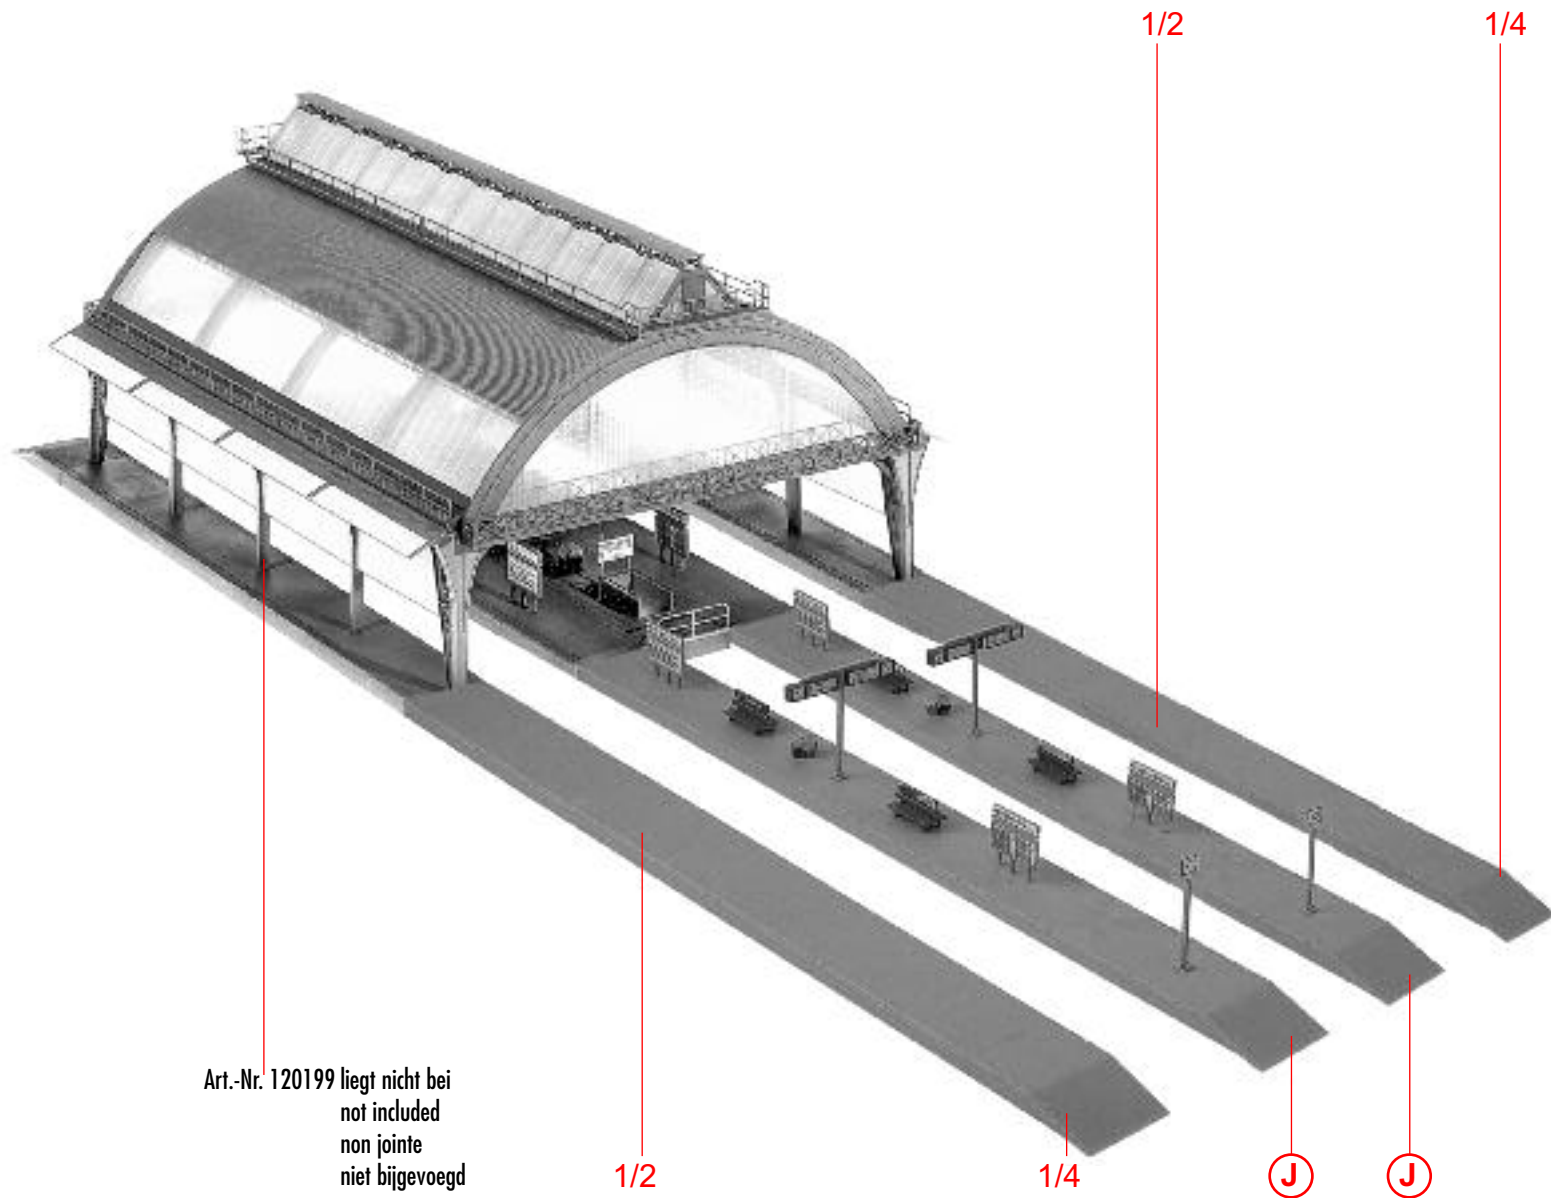 1/2
1/4
Art.-Nr. 120199 liegt nicht bei
not included
non jointe
niet bijgevoegd
1/2
1/4
J
J